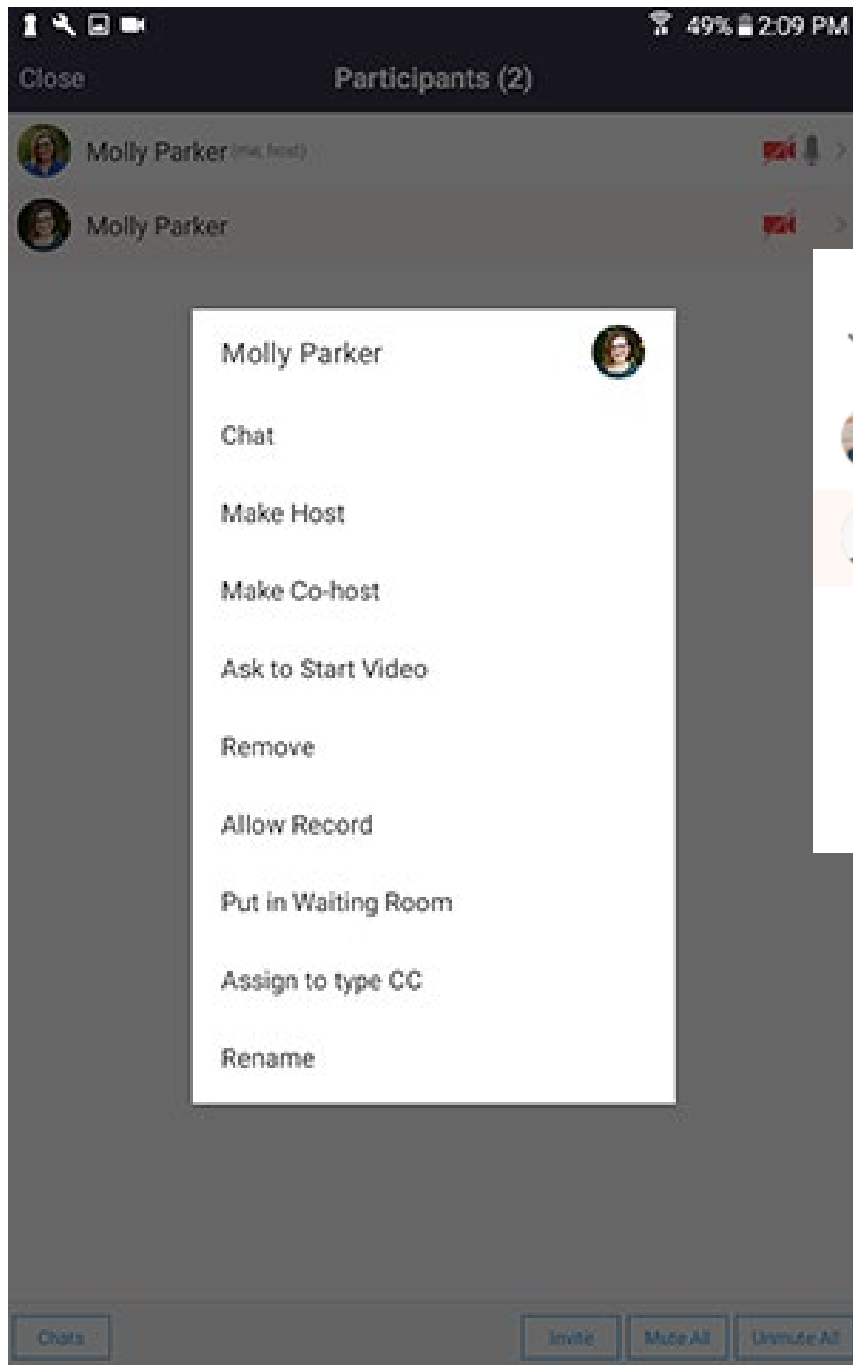 49% 2:09 PM
Close Participants (2)
Molly Parker (me, host)
Molly Parker
Molly Parker
Chat
Make Host
Make Co-host
Ask to Start Video
Remove
Allow Record
Put in Waiting Room
Assign to type CC
Rename
Chats Invite Mute All Unmute All